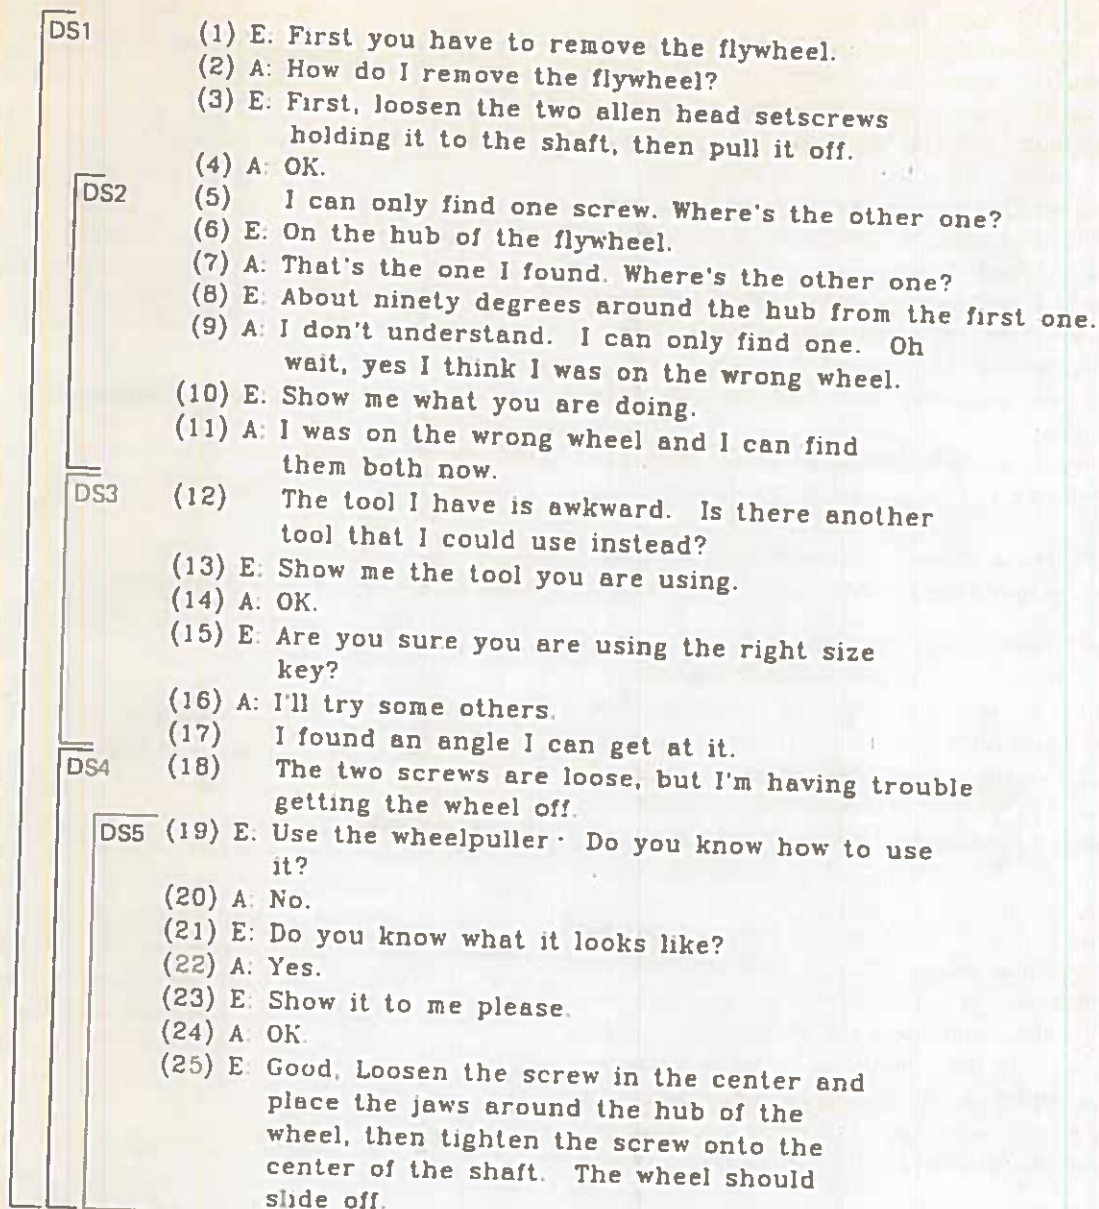 DS1 (1) E: First you have to remove the flywheel.
(2) A: How do I remove the flywheel?
(3) E: First, loosen the two allen head setscrews
holding it to the shaft, then pull it off.
(4) A: OK.
DS2 (5) I can only find one screw. Where's the other one?
(6) E: On the hub of the flywheel.
(7) A: That's the one I found. Where's the other one?
(8) E: About ninety degrees around the hub from the first one.
(9) A: I don't understand. I can only find one. Oh
wait, yes I think I was on the wrong wheel.
(10) E: Show me what you are doing.
(11) A: I was on the wrong wheel and I can find
them both now.
DS3 (12) The tool I have is awkward. Is there another
tool that I could use instead?
(13) E: Show me the tool you are using.
(14) A: OK.
(15) E: Are you sure you are using the right size
key?
(16) A: I'll try some others.
(17) I found an angle I can get at it.
DS4 (18) The two screws are loose, but I'm having trouble
getting the wheel off.
DS5 (19) E: Use the wheelpuller. Do you know how to use
it?
(20) A: No.
(21) E: Do you know what it looks like?
(22) A: Yes.
(23) E: Show it to me please.
(24) A: OK.
(25) E: Good, Loosen the screw in the center and
place the jaws around the hub of the
wheel, then tighten the screw onto the
center of the shaft. The wheel should
slide off.